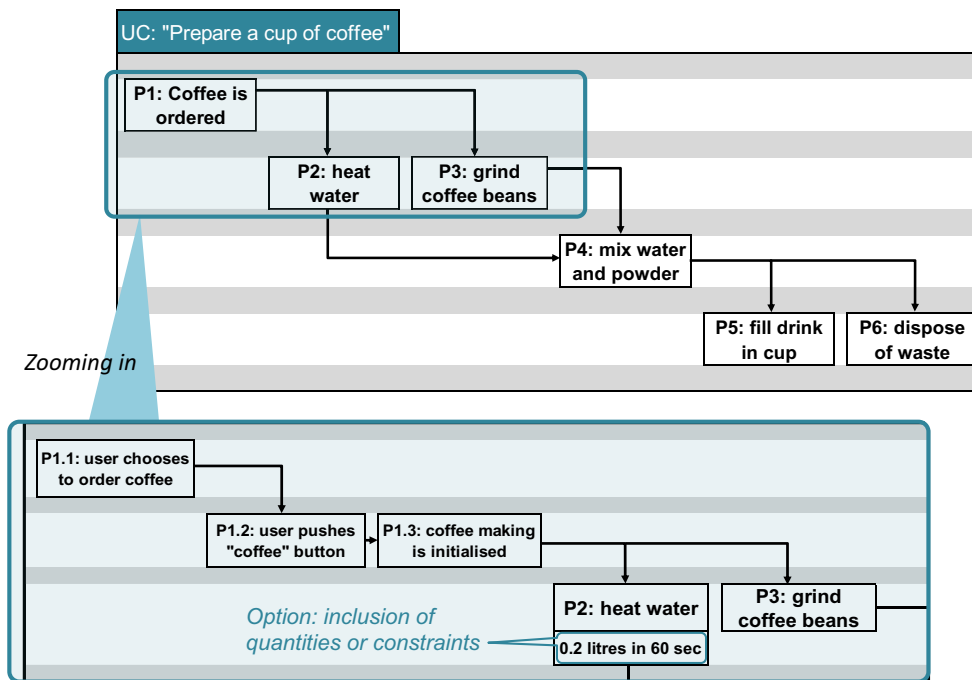 UC: "Prepare a cup of coffee"
P1: Coffee is
ordered
P2: heat
water
P3: grind
coffee beans
P4: mix water
and powder
P5: fill drink
in cup
P6: dispose
of waste
Zooming in
P1.1: user chooses
to order coffee
P1.2: user pushes
"coffee" button
P1.3: coffee making
is initialised
P2: heat water
0.2 litres in 60 sec
P3: grind
coffee beans
Option: inclusion of
quantities or constraints